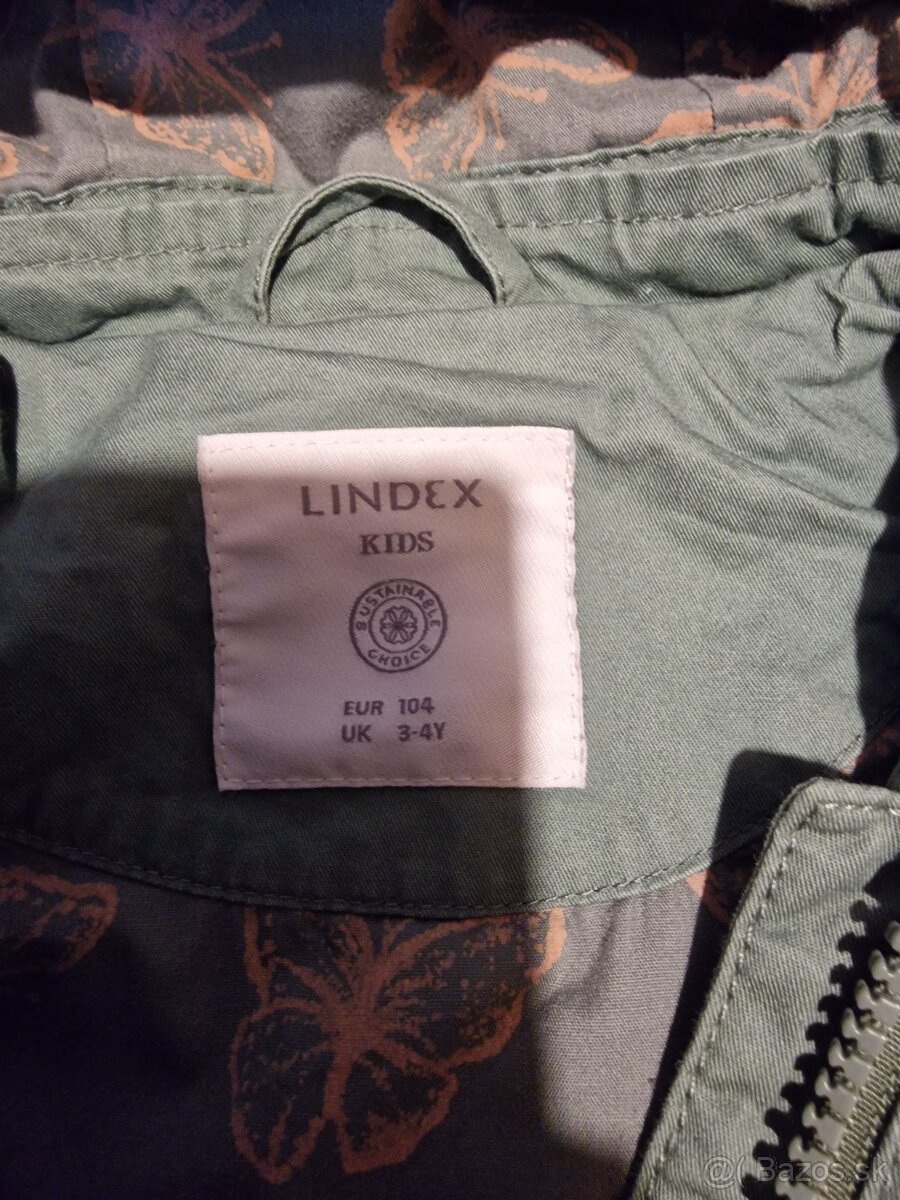 LINDEX
KIDS
SUSTAINABLE
CHOICE
EUR 104
UK 3-4Y
@( Bazos.sk